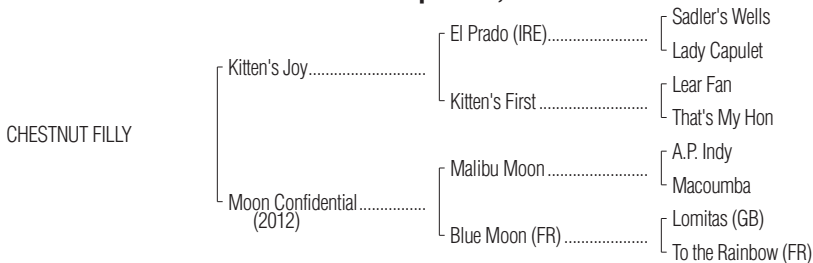 Sadler's Wells
El Prado (IRE)
Lady Capulet
Kitten's Joy
Lear Fan
Kitten's First
That's My Hon
CHESTNUT FILLY
A.P. Indy
Malibu Moon
Macoumba
Moon Confidential
(2012)
Lomitas (GB)
Blue Moon (FR)
To the Rainbow (FR)